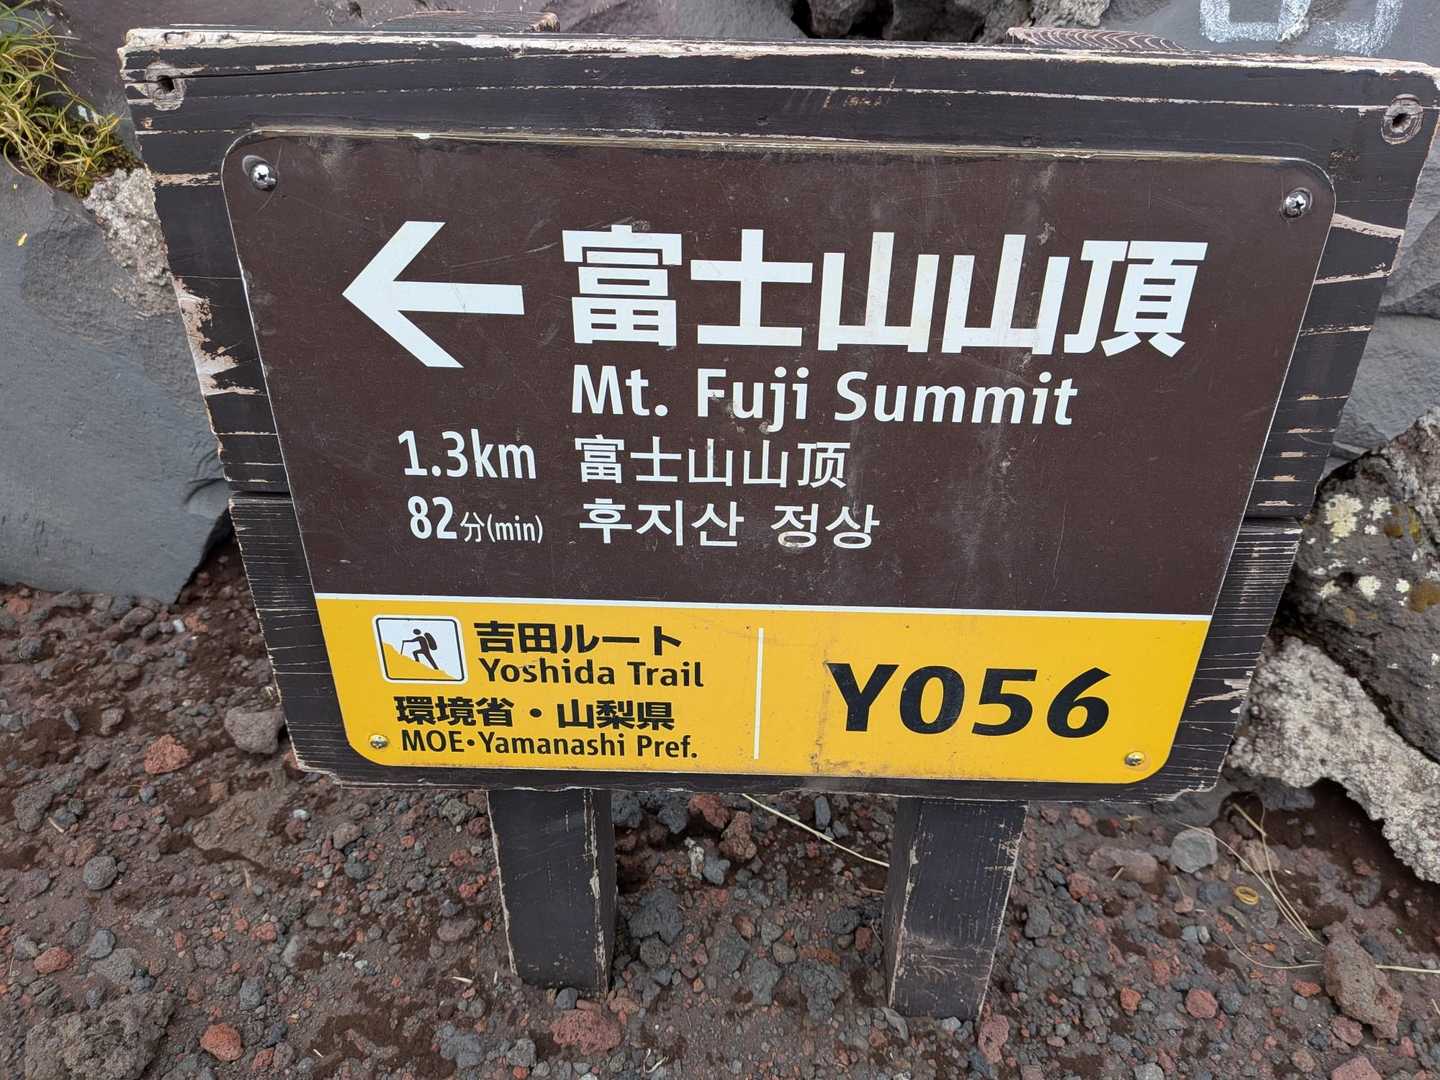 ← 富士山山頂
Mt. Fuji Summit
1.3km 富士山山顶
82分(min) 후지산 정상
吉田ルート
Yoshida Trail
環境省・山梨県
MOE・Yamanashi Pref.
Y056